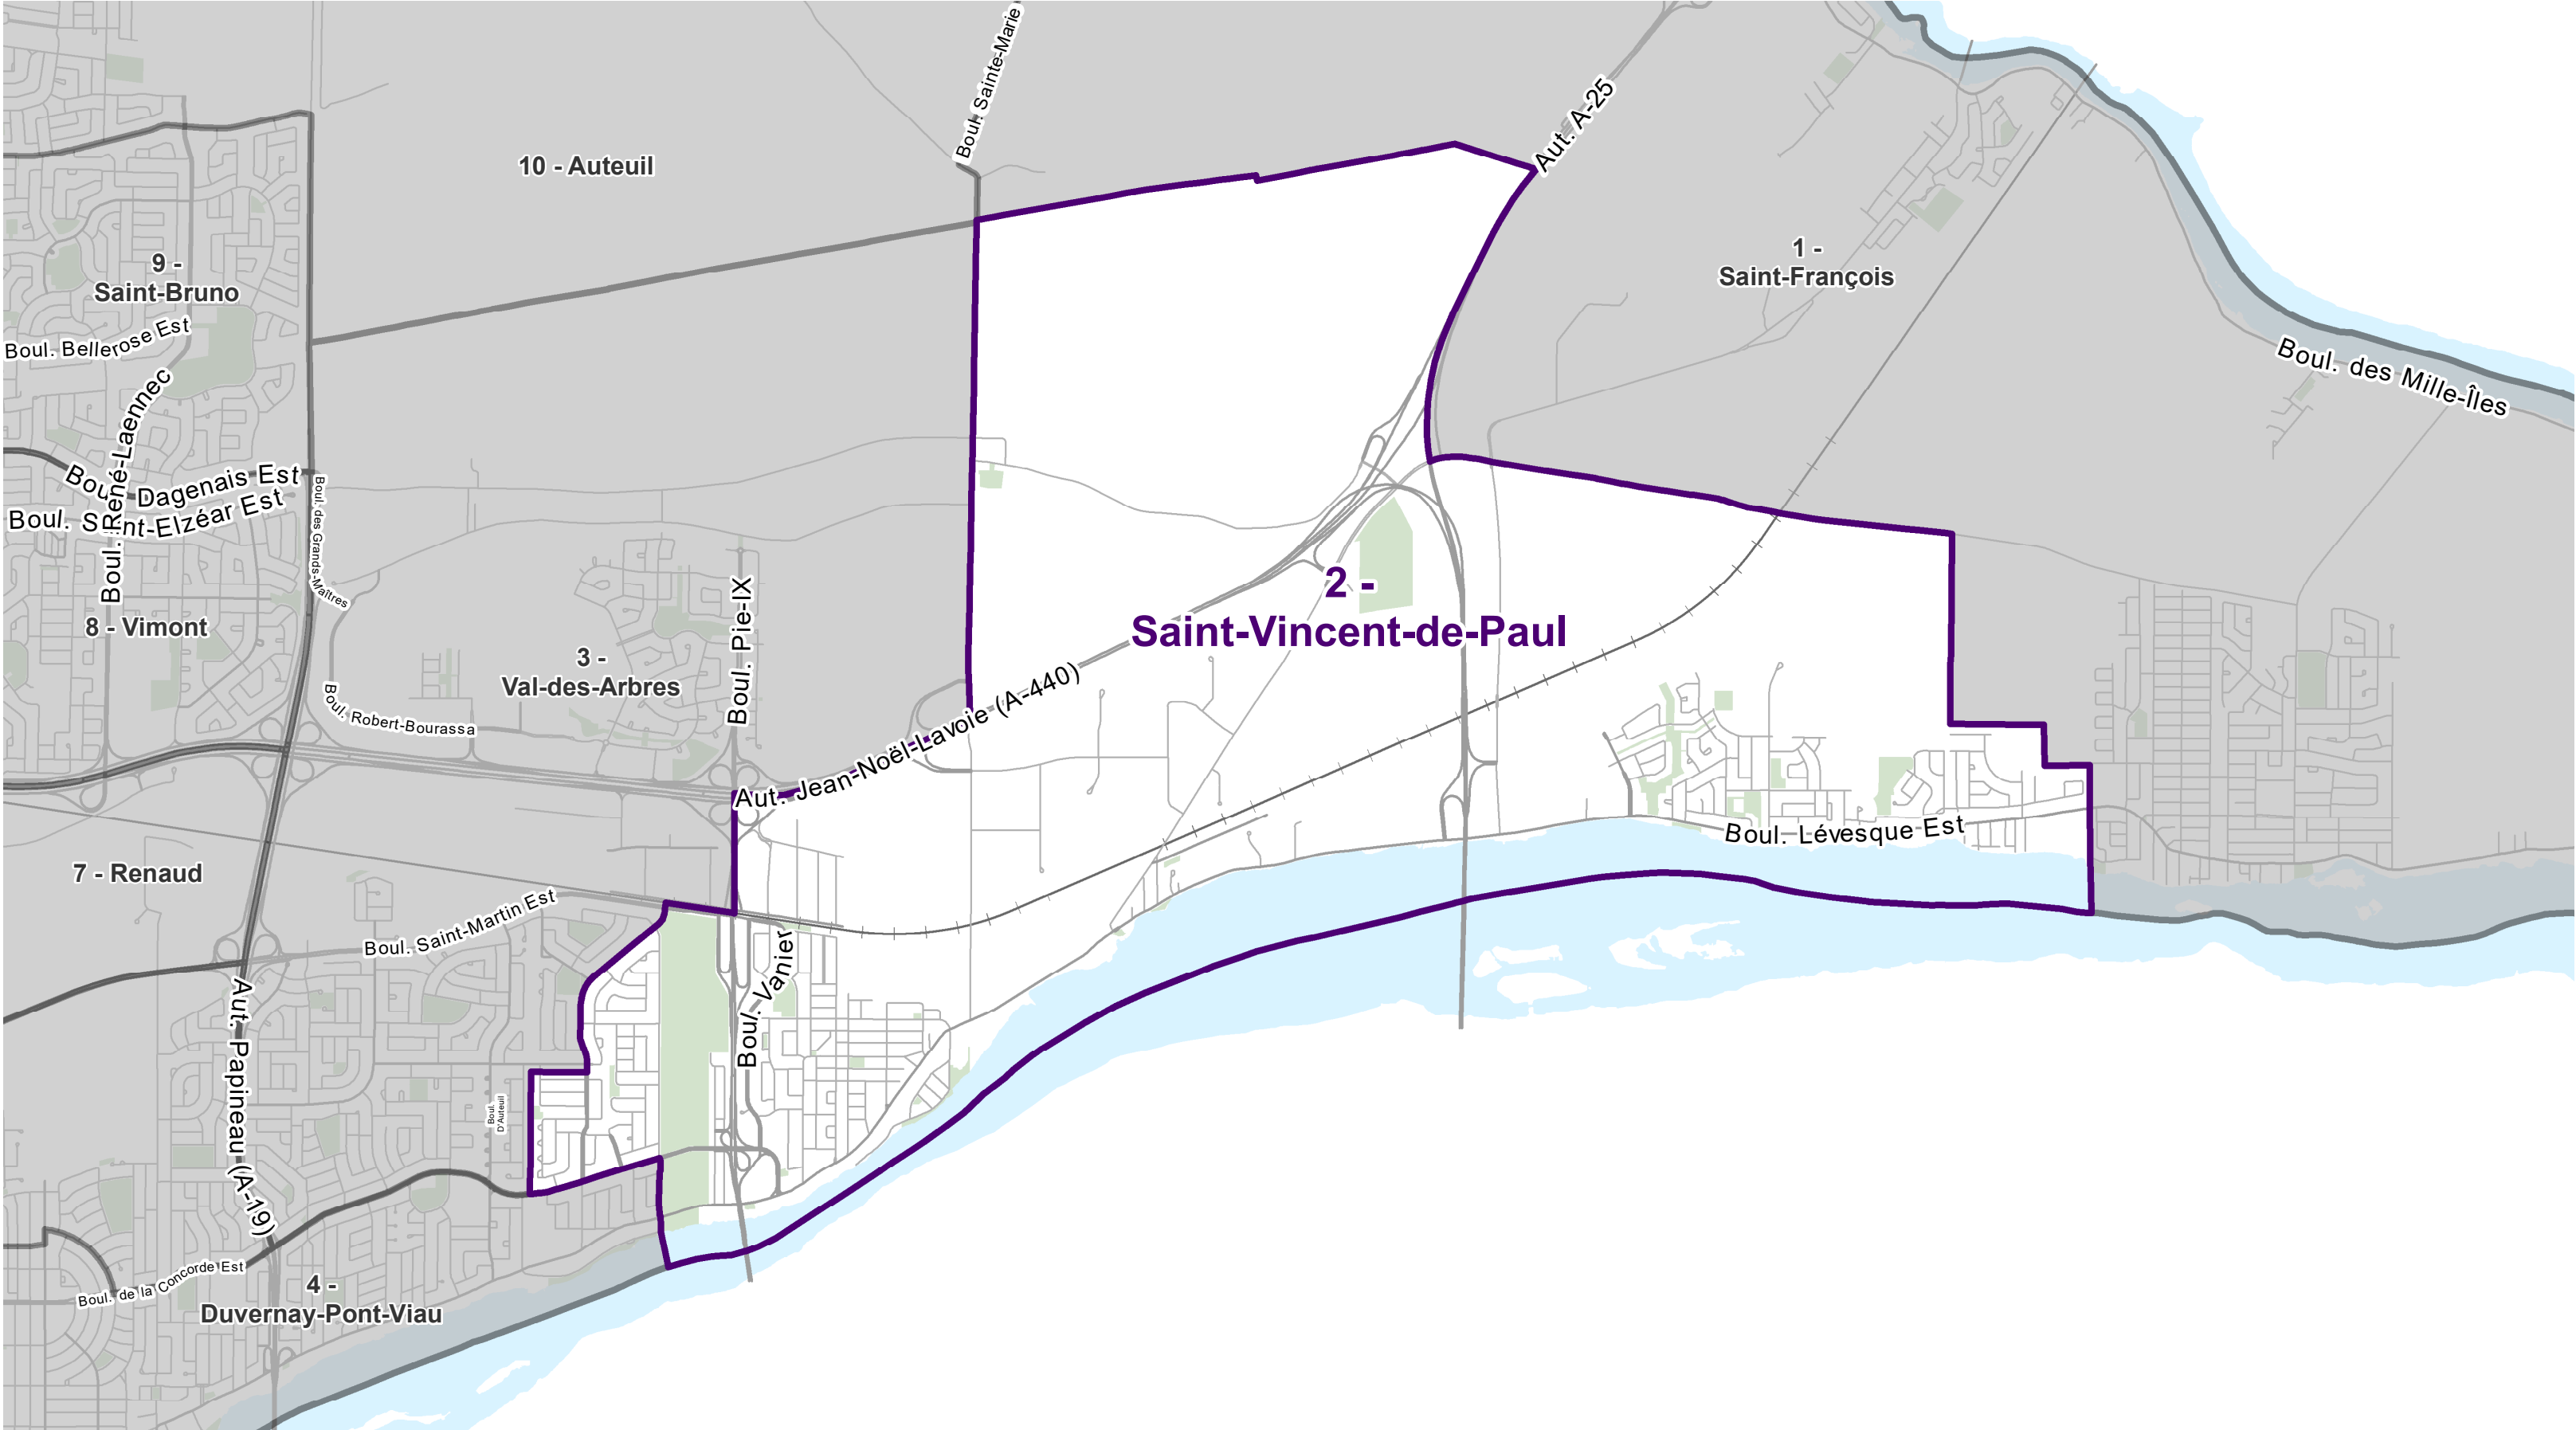 Boul. Sainte-Marie
Aut. A-25
10 - Auteuil
1 -
Saint-François
9 -
Saint-Bruno
Boul. Bellerose Est
Boul. des Mille-Îles
Boul. René-Laennec
Dagenais Est
Boul. Saint-Elzéar Est
Boul. des Grands-Maîtres
8 - Vimont
Boul. Pie-IX
2 -
Saint-Vincent-de-Paul
3 -
Val-des-Arbres
Boul. Robert-Bourassa
Aut. Jean-Noël-Lavoie (A-440)
Boul. Lévesque Est
7 - Renaud
Boul. Saint-Martin Est
Boul. Vanier
Aut. Papineau (A-19)
Boul.
D'Auteuil
Boul. de la Concorde Est
4 -
Duvernay-Pont-Viau